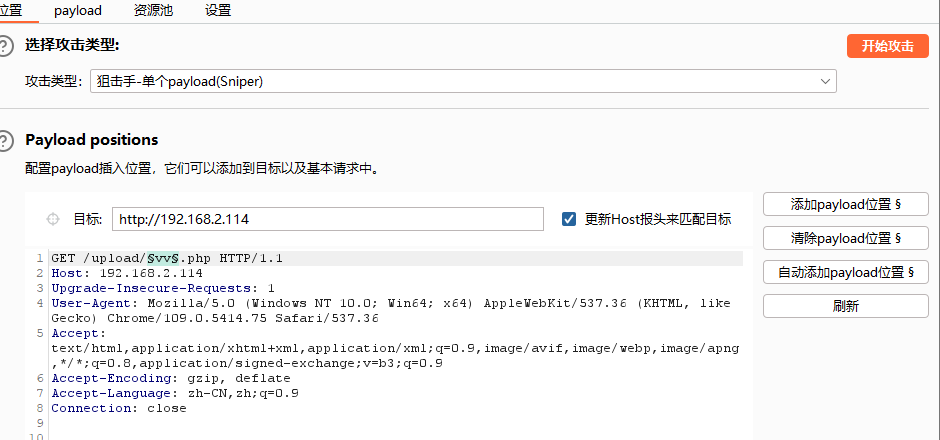 位置 payload 资源池 设置
选择攻击类型: 开始攻击
攻击类型: 狙击手-单个payload(Sniper)
Payload positions
配置payload插入位置，它们可以添加到目标以及基本请求中。
目标: http://192.168.2.114 更新Host报头来匹配目标
添加payload位置 §
清除payload位置 §
自动添加payload位置 §
刷新
1 GET /upload/§vv§.php HTTP/1.1
2 Host: 192.168.2.114
3 Upgrade-Insecure-Requests: 1
4 User-Agent: Mozilla/5.0 (Windows NT 10.0; Win64; x64) AppleWebKit/537.36 (KHTML, like
Gecko) Chrome/109.0.5414.75 Safari/537.36
5 Accept:
text/html,application/xhtml+xml,application/xml;q=0.9,image/avif,image/webp,image/apng
,*/*;q=0.8,application/signed-exchange;v=b3;q=0.9
6 Accept-Encoding: gzip, deflate
7 Accept-Language: zh-CN,zh;q=0.9
8 Connection: close
9
10